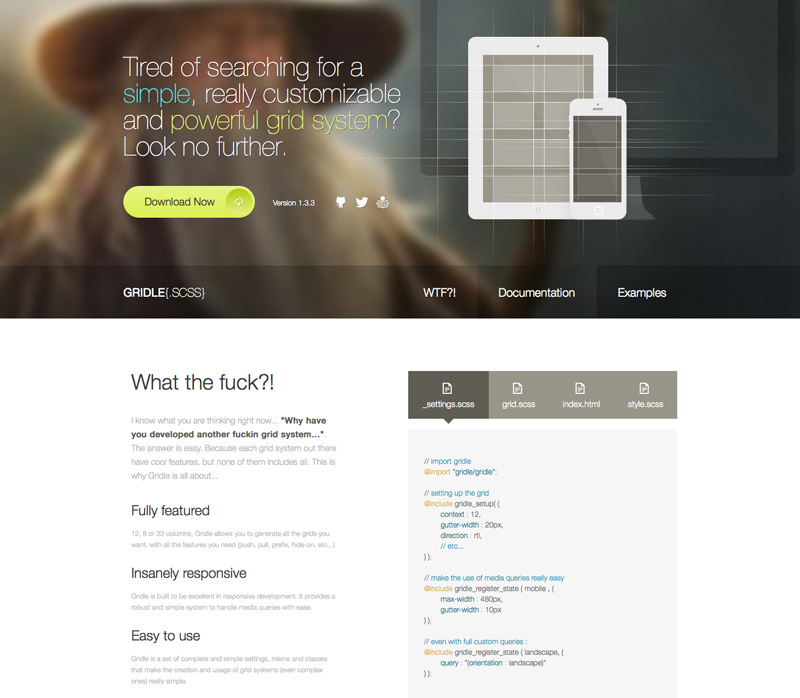 Tired of searching for a
simple, really customizable
and powerful grid system?
Look no further.
Download Now
Version 1.3.3
GRIDLE{.SCSS}
WTF?!
Documentation
Examples
What the fuck?!
I know what you are thinking right now... "Why have
you developed another fuckin grid system...".
The answer is easy. Because each grid system out there
have cool features, but none of them includes all. This is
why Gridle is all about...
Fully featured
12, 8 or 33 columns, Gridle allows you to generate all the grids you
want, with all the features you need (push, pull, prefix, hide-on, etc...)
Insanely responsive
Gridle is built to be excellent in responsive development. It provides a
robust and simple system to handle media queries with ease.
Easy to use
Gridle is a set of complete and simple settings, mixins and classes
that make the creation and usage of grid systems (even complex
ones) really simple.
_settings.scss
grid.scss
index.html
style.scss
// import gridle
@import "gridle/gridle";
// setting up the grid
@include gridle_setup( (
context : 12,
gutter-width : 20px,
direction : rtl,
// etc...
) );
// make the use of media queries really easy
@include gridle_register_state ( mobile , (
max-width : 480px,
gutter-width : 10px
) );
// even with full custom queries :
@include gridle_register_state ( landscape, (
query : "(orientation : landscape)"
) );